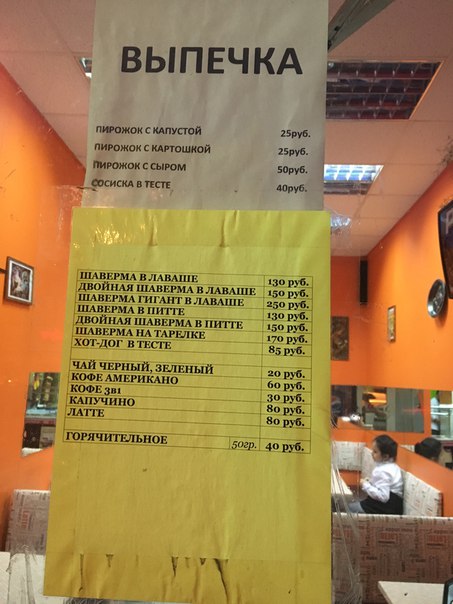 ВЫПЕЧКА
ПИРОЖОК С КАПУСТОЙ 25руб.
ПИРОЖОК С КАРТОШКОЙ 25руб.
ПИРОЖОК С СЫРОМ 50руб.
СОСИСКА В ТЕСТЕ 40руб.
ШАВЕРМА В ЛАВАШЕ 130 руб.
ДВОЙНАЯ ШАВЕРМА В ЛАВАШЕ 150 руб.
ШАВЕРМА ГИГАНТ В ЛАВАШЕ 250 руб.
ШАВЕРМА В ПИТТЕ 130 руб.
ДВОЙНАЯ ШАВЕРМА В ПИТТЕ 150 руб.
ШАВЕРМА НА ТАРЕЛКЕ 170 руб.
ХОТ-ДОГ В ТЕСТЕ 85 руб.
ЧАЙ ЧЕРНЫЙ, ЗЕЛЕНЫЙ 20 руб.
КОФЕ АМЕРИКАНО 60 руб.
КОФЕ 3в1 30 руб.
КАПУЧИНО 80 руб.
ЛАТТЕ 80 руб.
ГОРЯЧИТЕЛЬНОЕ 50гр. 40 руб.